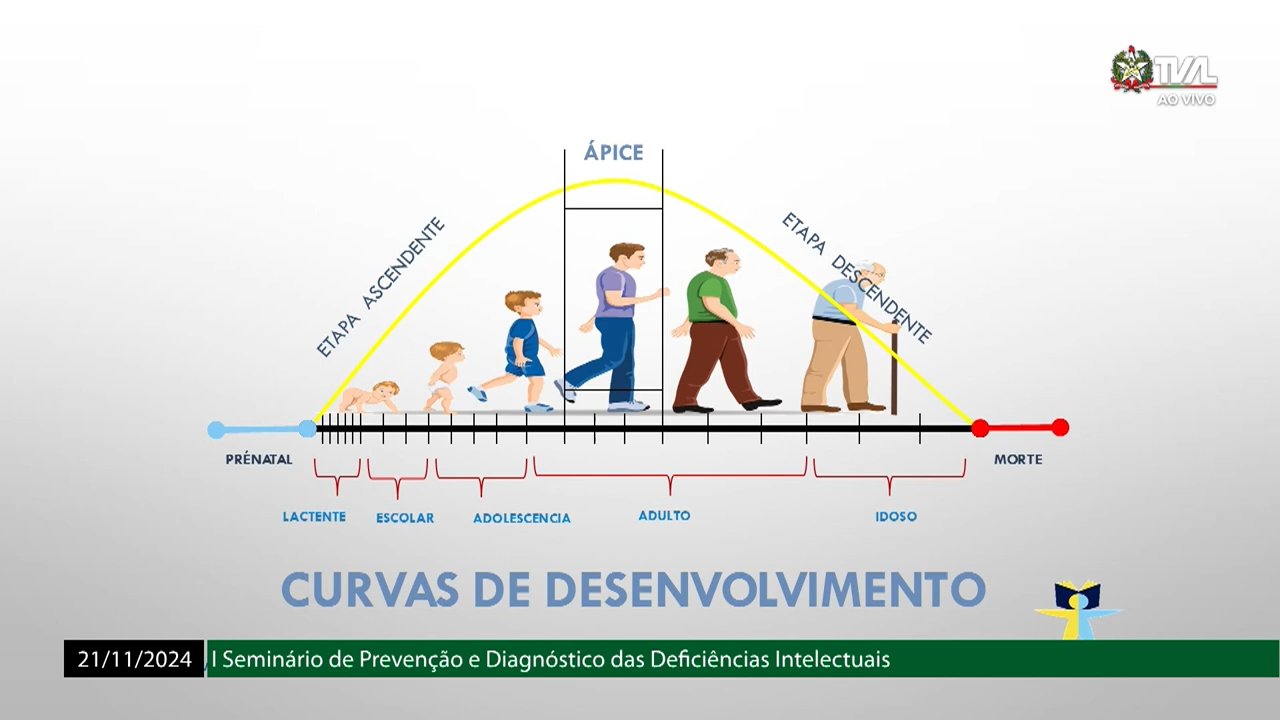 TVAL
AO VIVO
ÁPICE
ETAPA ASCENDENTE
ETAPA DESCENDENTE
PRÉNATAL
MORTE
LACTENTE
ESCOLAR
ADOLESCENCIA
ADULTO
IDOSO
CURVAS DE DESENVOLVIMENTO
21/11/2024
I Seminário de Prevenção e Diagnóstico das Deficiências Intelectuais